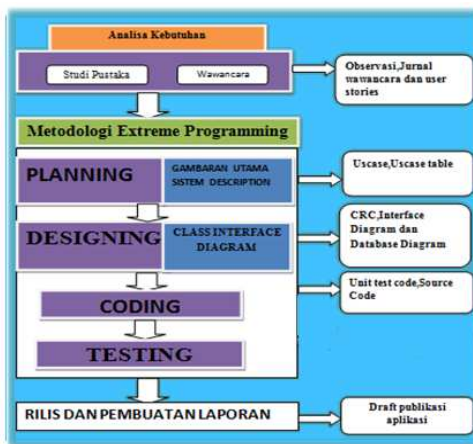 Analisa Kebutuhan
Studi Pustaka
Wawancara
Observasi,Jurnal
wawancara dan user
stories
Metodologi Extreme Programming
PLANNING
GAMBARAN UTAMA
SISTEM DESCRIPTION
Uscase,Uscase table
DESIGNING
CLASS INTERFACE
DIAGRAM
CRC,Interface
Diagram dan
Database Diagram
CODING
Unit test code,Source
Code
TESTING
RILIS DAN PEMBUATAN LAPORAN
Draft publikasi
aplikasi